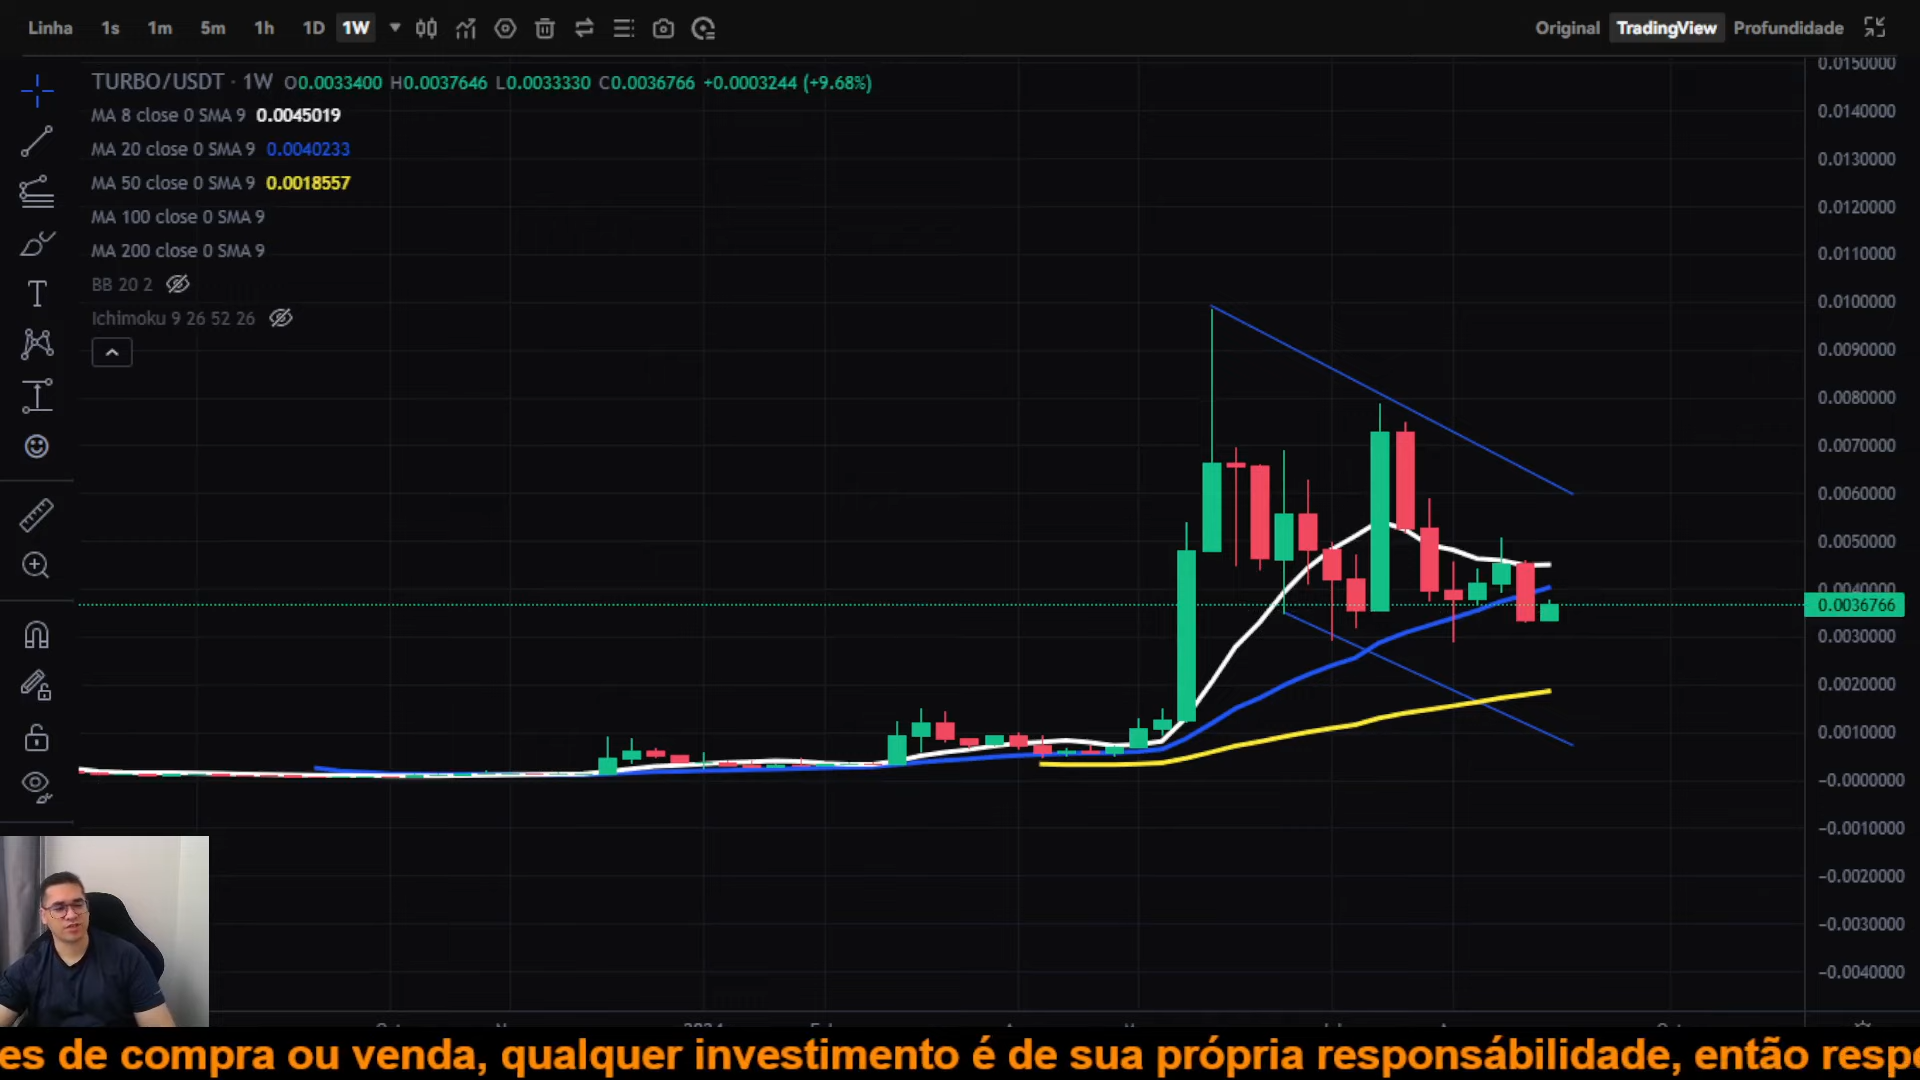 Linha 1s 1m 5m 1h 1D 1W Original TradingView Profundidade
TURBO/USDT · 1W O0.0033400 H0.0037646 L0.0033330 C0.0036766 +0.0003244 (+9.68%)
MA 8 close 0 SMA 9 0.0045019
MA 20 close 0 SMA 9 0.0040233
MA 50 close 0 SMA 9 0.0018557
MA 100 close 0 SMA 9
MA 200 close 0 SMA 9
BB 20 2
Ichimoku 9 26 52 26
0.0150000
0.0140000
0.0130000
0.0120000
0.0110000
0.0100000
0.0090000
0.0080000
0.0070000
0.0060000
0.0050000
0.0040000
0.0036766
0.0030000
0.0020000
0.0010000
−0.0000000
−0.0010000
−0.0020000
−0.0030000
−0.0040000
es de compra ou venda, qualquer investimento é de sua própria responsábilidade, então respo